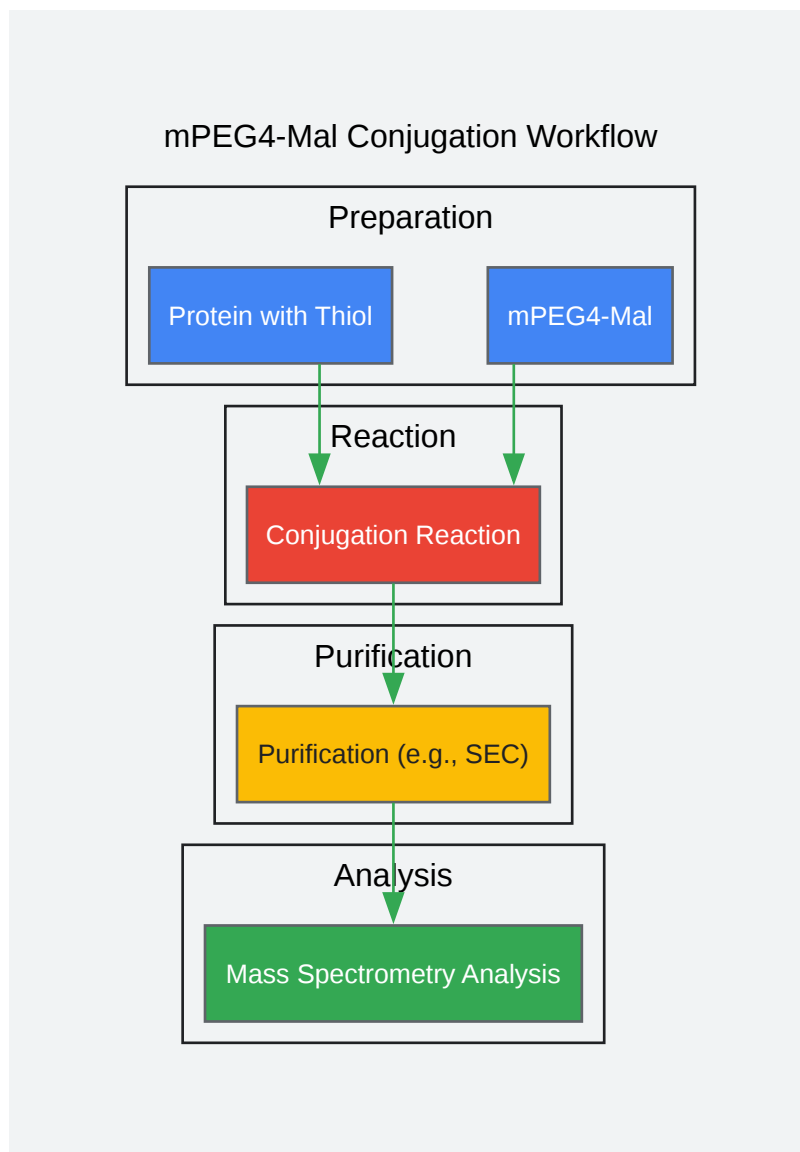 mPEG4-Mal Conjugation Workflow
Preparation
Protein with Thiol
mPEG4-Mal
Reaction
Conjugation Reaction
Purification
Purification (e.g., SEC)
Analysis
Mass Spectrometry Analysis